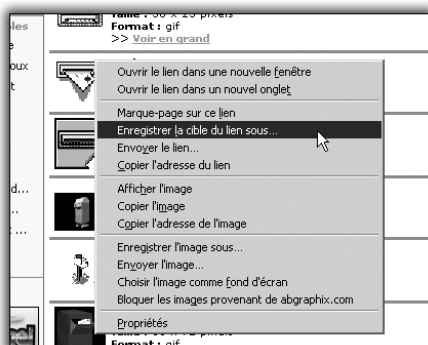 Format : gif
>> Voir en grand
Ouvrir le lien dans une nouvelle fenêtre
Ouvrir le lien dans un nouvel onglet
Marque-page sur ce lien
Enregistrer la cible du lien sous...
Envoyer le lien...
Copier l'adresse du lien
Afficher l'image
Copier l'image
Copier l'adresse de l'image
Enregistrer l'image sous...
Envoyer l'image...
Choisir l'image comme fond d'écran
Bloquer les images provenant de abgraphix.com
Propriétés
Format : gif